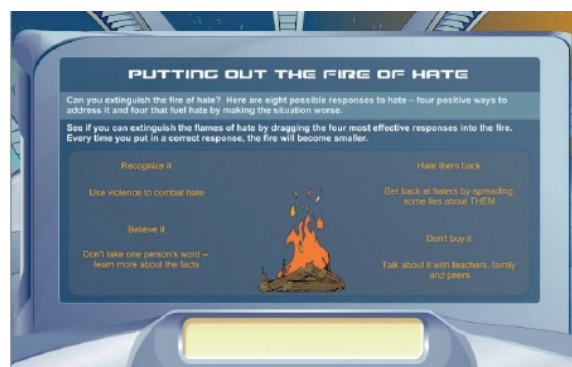 PUTTING OUT THE FIRE OF HATE
Can you extinguish the fire of hate? Here are eight possible responses to hate – four positive ways to
address it and four that fuel hate by making the situation worse.
See if you can extinguish the flames of hate by dragging the four most effective responses into the fire.
Every time you put in a correct response, the fire will become smaller.
Recognize it
Use violence to combat hate
Believe it
Don't take one person's word –
learn more about the facts
Hate them back
Get back at haters by spreading
some lies about THEM
Don't buy it
Talk about it with teachers, family
and peers